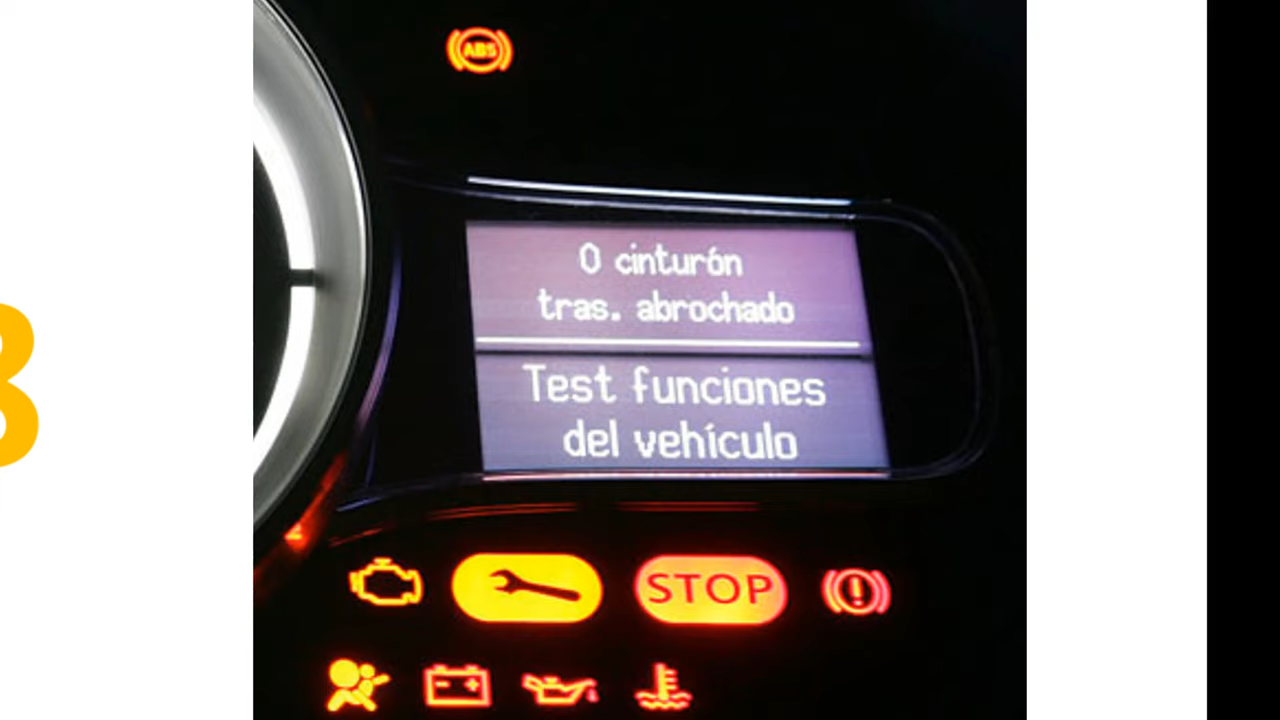 ABS
0 cinturón
tras. abrochado
Test funciones
del vehículo
STOP